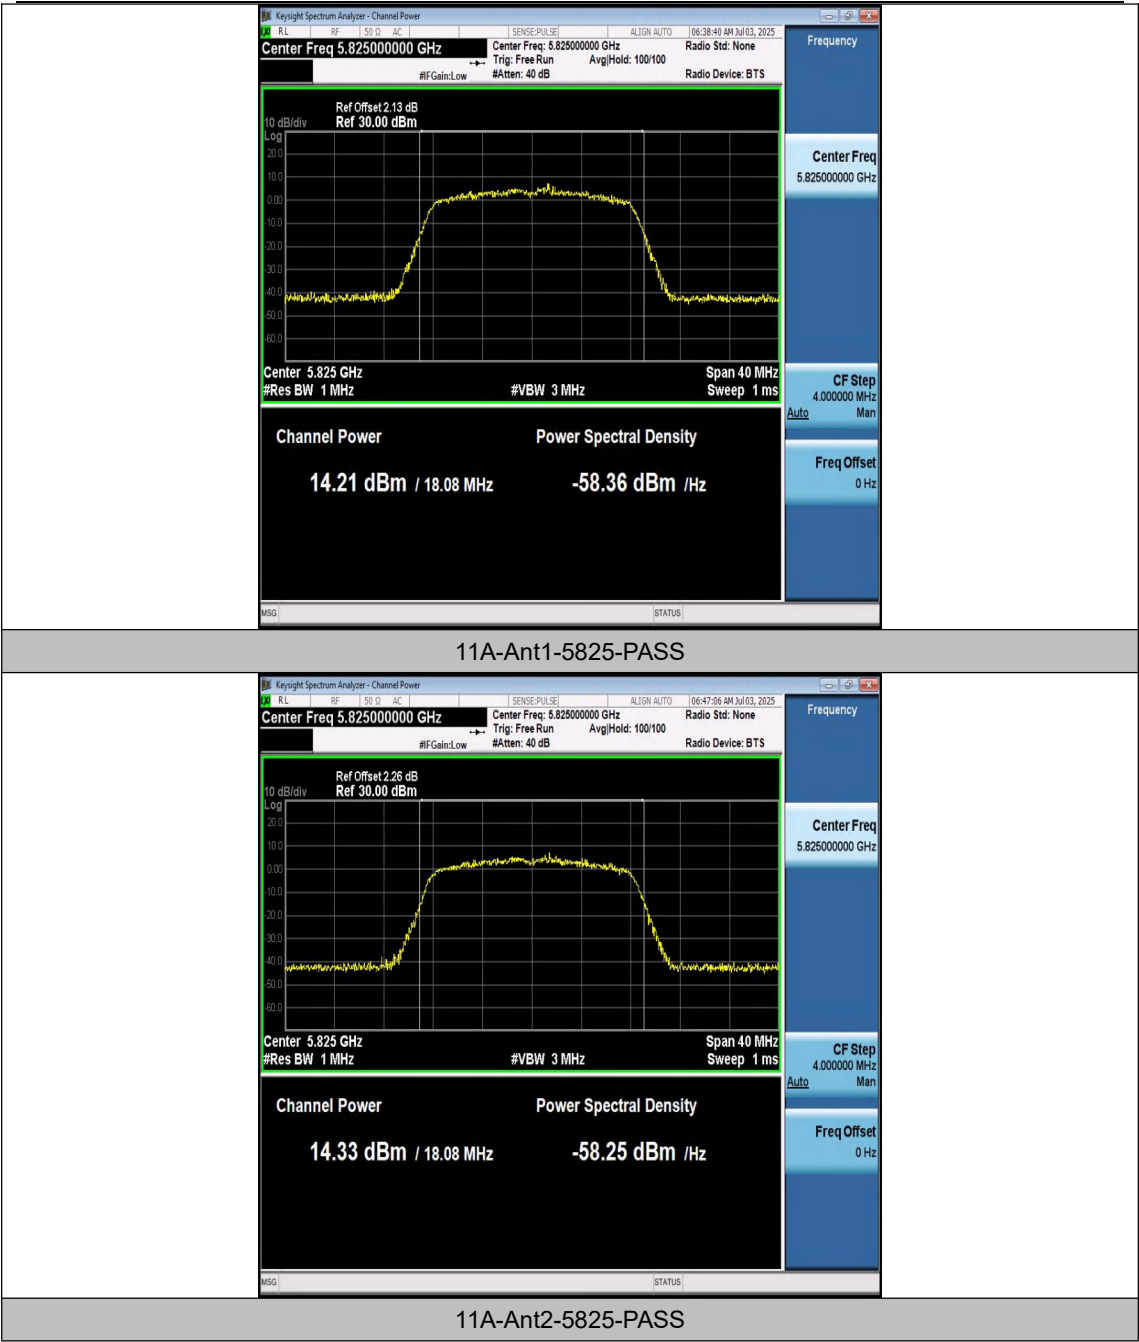 Keysight Spectrum Analyzer - Channel Power
RL RF 50 Ω AC SENSE:PULSE ALIGN AUTO 06:38:40 AM Jul 03, 2025
Center Freq 5.825000000 GHz
Center Freq: 5.825000000 GHz Radio Std: None
Trig: Free Run Avg|Hold: 100/100
#IFGain:Low #Atten: 40 dB Radio Device: BTS
Frequency
Ref Offset 2.13 dB
10 dB/div Ref 30.00 dBm
Log
20.0
10.0
0.00
-10.0
-20.0
-30.0
-40.0
-50.0
-60.0
Center 5.825 GHz Span 40 MHz
#Res BW 1 MHz #VBW 3 MHz Sweep 1 ms
Channel Power Power Spectral Density
14.21 dBm / 18.08 MHz -58.36 dBm /Hz
Center Freq
5.825000000 GHz
CF Step
4.000000 MHz
Auto Man
Freq Offset
0 Hz
MSG STATUS
11A-Ant1-5825-PASS
Keysight Spectrum Analyzer - Channel Power
RL RF 50 Ω AC SENSE:PULSE ALIGN AUTO 06:47:06 AM Jul 03, 2025
Center Freq 5.825000000 GHz
Center Freq: 5.825000000 GHz Radio Std: None
Trig: Free Run Avg|Hold: 100/100
#IFGain:Low #Atten: 40 dB Radio Device: BTS
Frequency
Ref Offset 2.26 dB
10 dB/div Ref 30.00 dBm
Log
20.0
10.0
0.00
-10.0
-20.0
-30.0
-40.0
-50.0
-60.0
Center 5.825 GHz Span 40 MHz
#Res BW 1 MHz #VBW 3 MHz Sweep 1 ms
Channel Power Power Spectral Density
14.33 dBm / 18.08 MHz -58.25 dBm /Hz
Center Freq
5.825000000 GHz
CF Step
4.000000 MHz
Auto Man
Freq Offset
0 Hz
MSG STATUS
11A-Ant2-5825-PASS